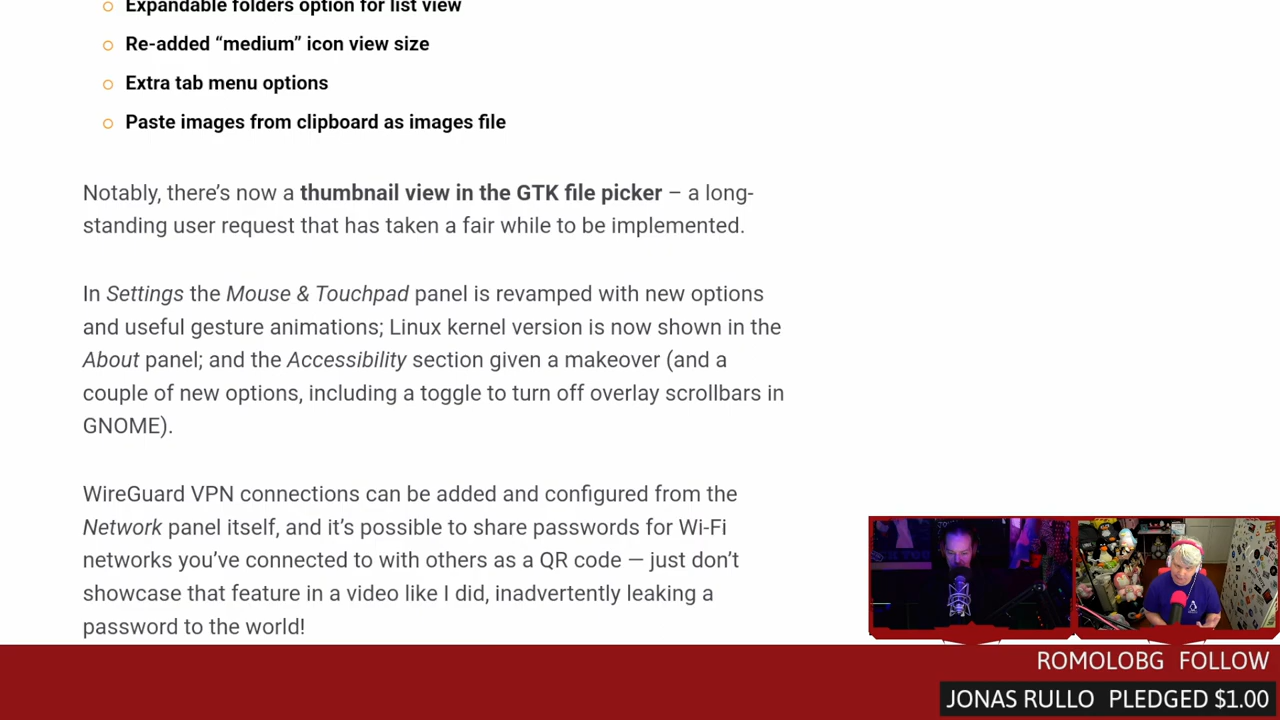 Expandable folders option for list view
Re-added “medium” icon view size
Extra tab menu options
Paste images from clipboard as images file
Notably, there’s now a thumbnail view in the GTK file picker – a long-
standing user request that has taken a fair while to be implemented.
In Settings the Mouse & Touchpad panel is revamped with new options
and useful gesture animations; Linux kernel version is now shown in the
About panel; and the Accessibility section given a makeover (and a
couple of new options, including a toggle to turn off overlay scrollbars in
GNOME).
WireGuard VPN connections can be added and configured from the
Network panel itself, and it’s possible to share passwords for Wi-Fi
networks you’ve connected to with others as a QR code — just don’t
showcase that feature in a video like I did, inadvertently leaking a
password to the world!
ROMOLOBG FOLLOW
JONAS RULLO PLEDGED $1.00